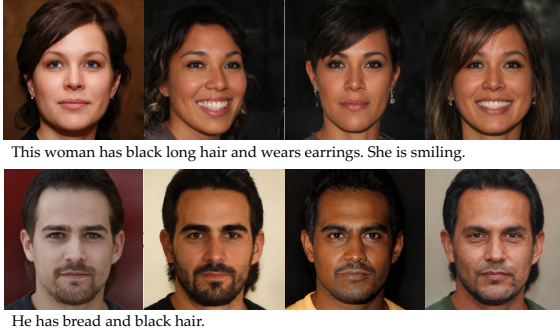 This woman has black long hair and wears earrings. She is smiling.
He has bread and black hair.